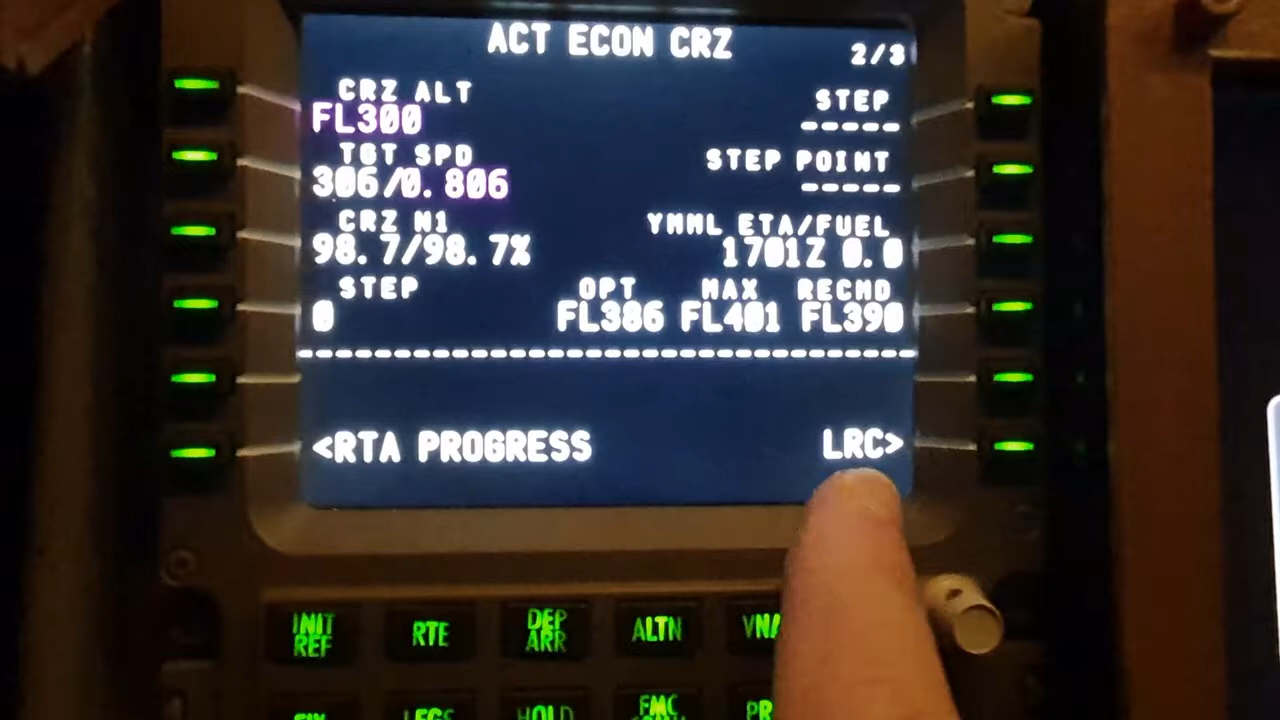 ACT ECON CRZ 2/3
CRZ ALT STEP
FL300 -----
TGT SPD STEP POINT
306/0.806 -----
CRZ N1 YMML ETA/FUEL
98.7/98.7% 1701Z 0.0
STEP OPT MAX RECMD
0 FL386 FL401 FL390
<RTA PROGRESS LRC>
INIT REF RTE DEP ARR ALTN
LEGS HOLD FMC